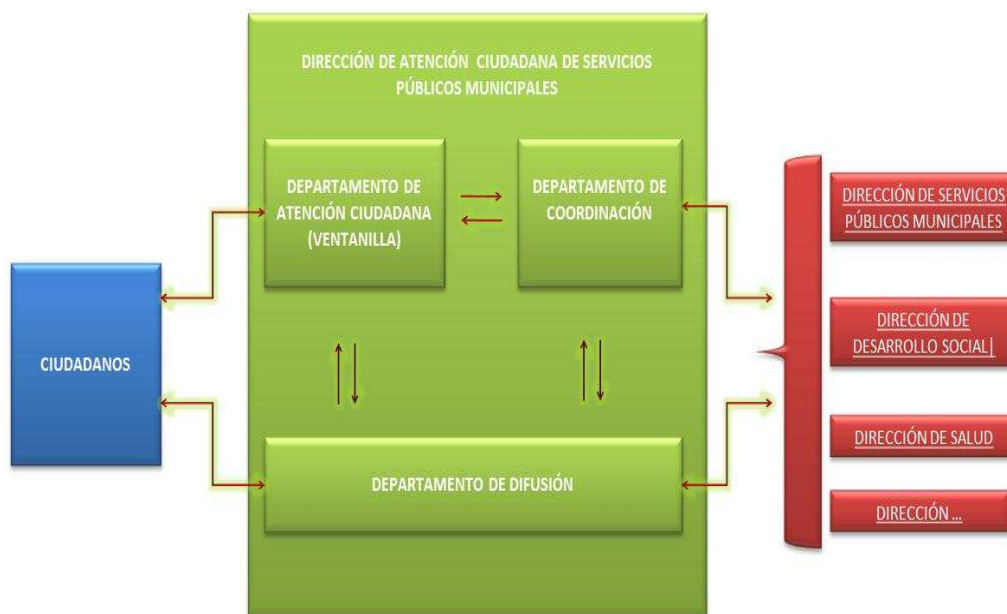 DIRECCIÓN DE ATENCIÓN CIUDADANA DE SERVICIOS
PÚBLICOS MUNICIPALES
DEPARTAMENTO DE
ATENCIÓN CIUDADANA
(VENTANILLA)
DEPARTAMENTO DE
COORDINACIÓN
CIUDADANOS
DEPARTAMENTO DE DIFUSIÓN
DIRECCIÓN DE SERVICIOS
PÚBLICOS MUNICIPALES
DIRECCIÓN DE
DESARROLLO SOCIAL|
DIRECCIÓN DE SALUD
DIRECCIÓN ...